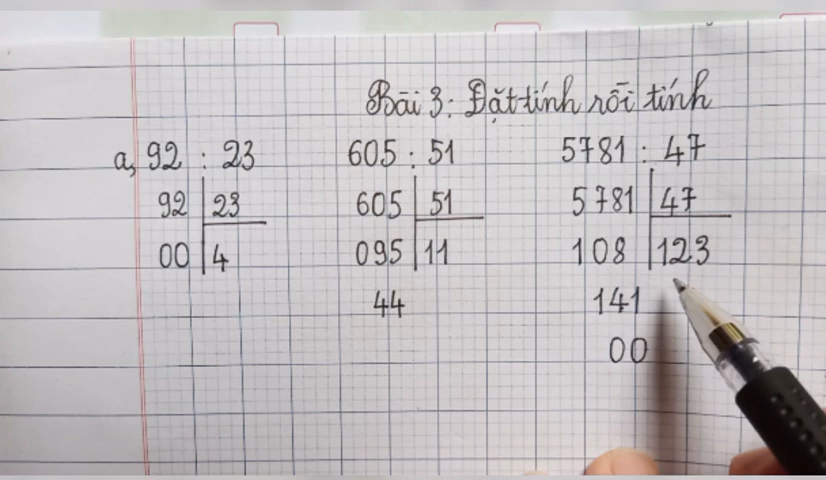 Bài 3: Đặt tính rồi tính
a, 92 : 23 605 : 51 5781 : 47
92 23 605 51 5781 47
00 4 095 11 108 123
44 141
00